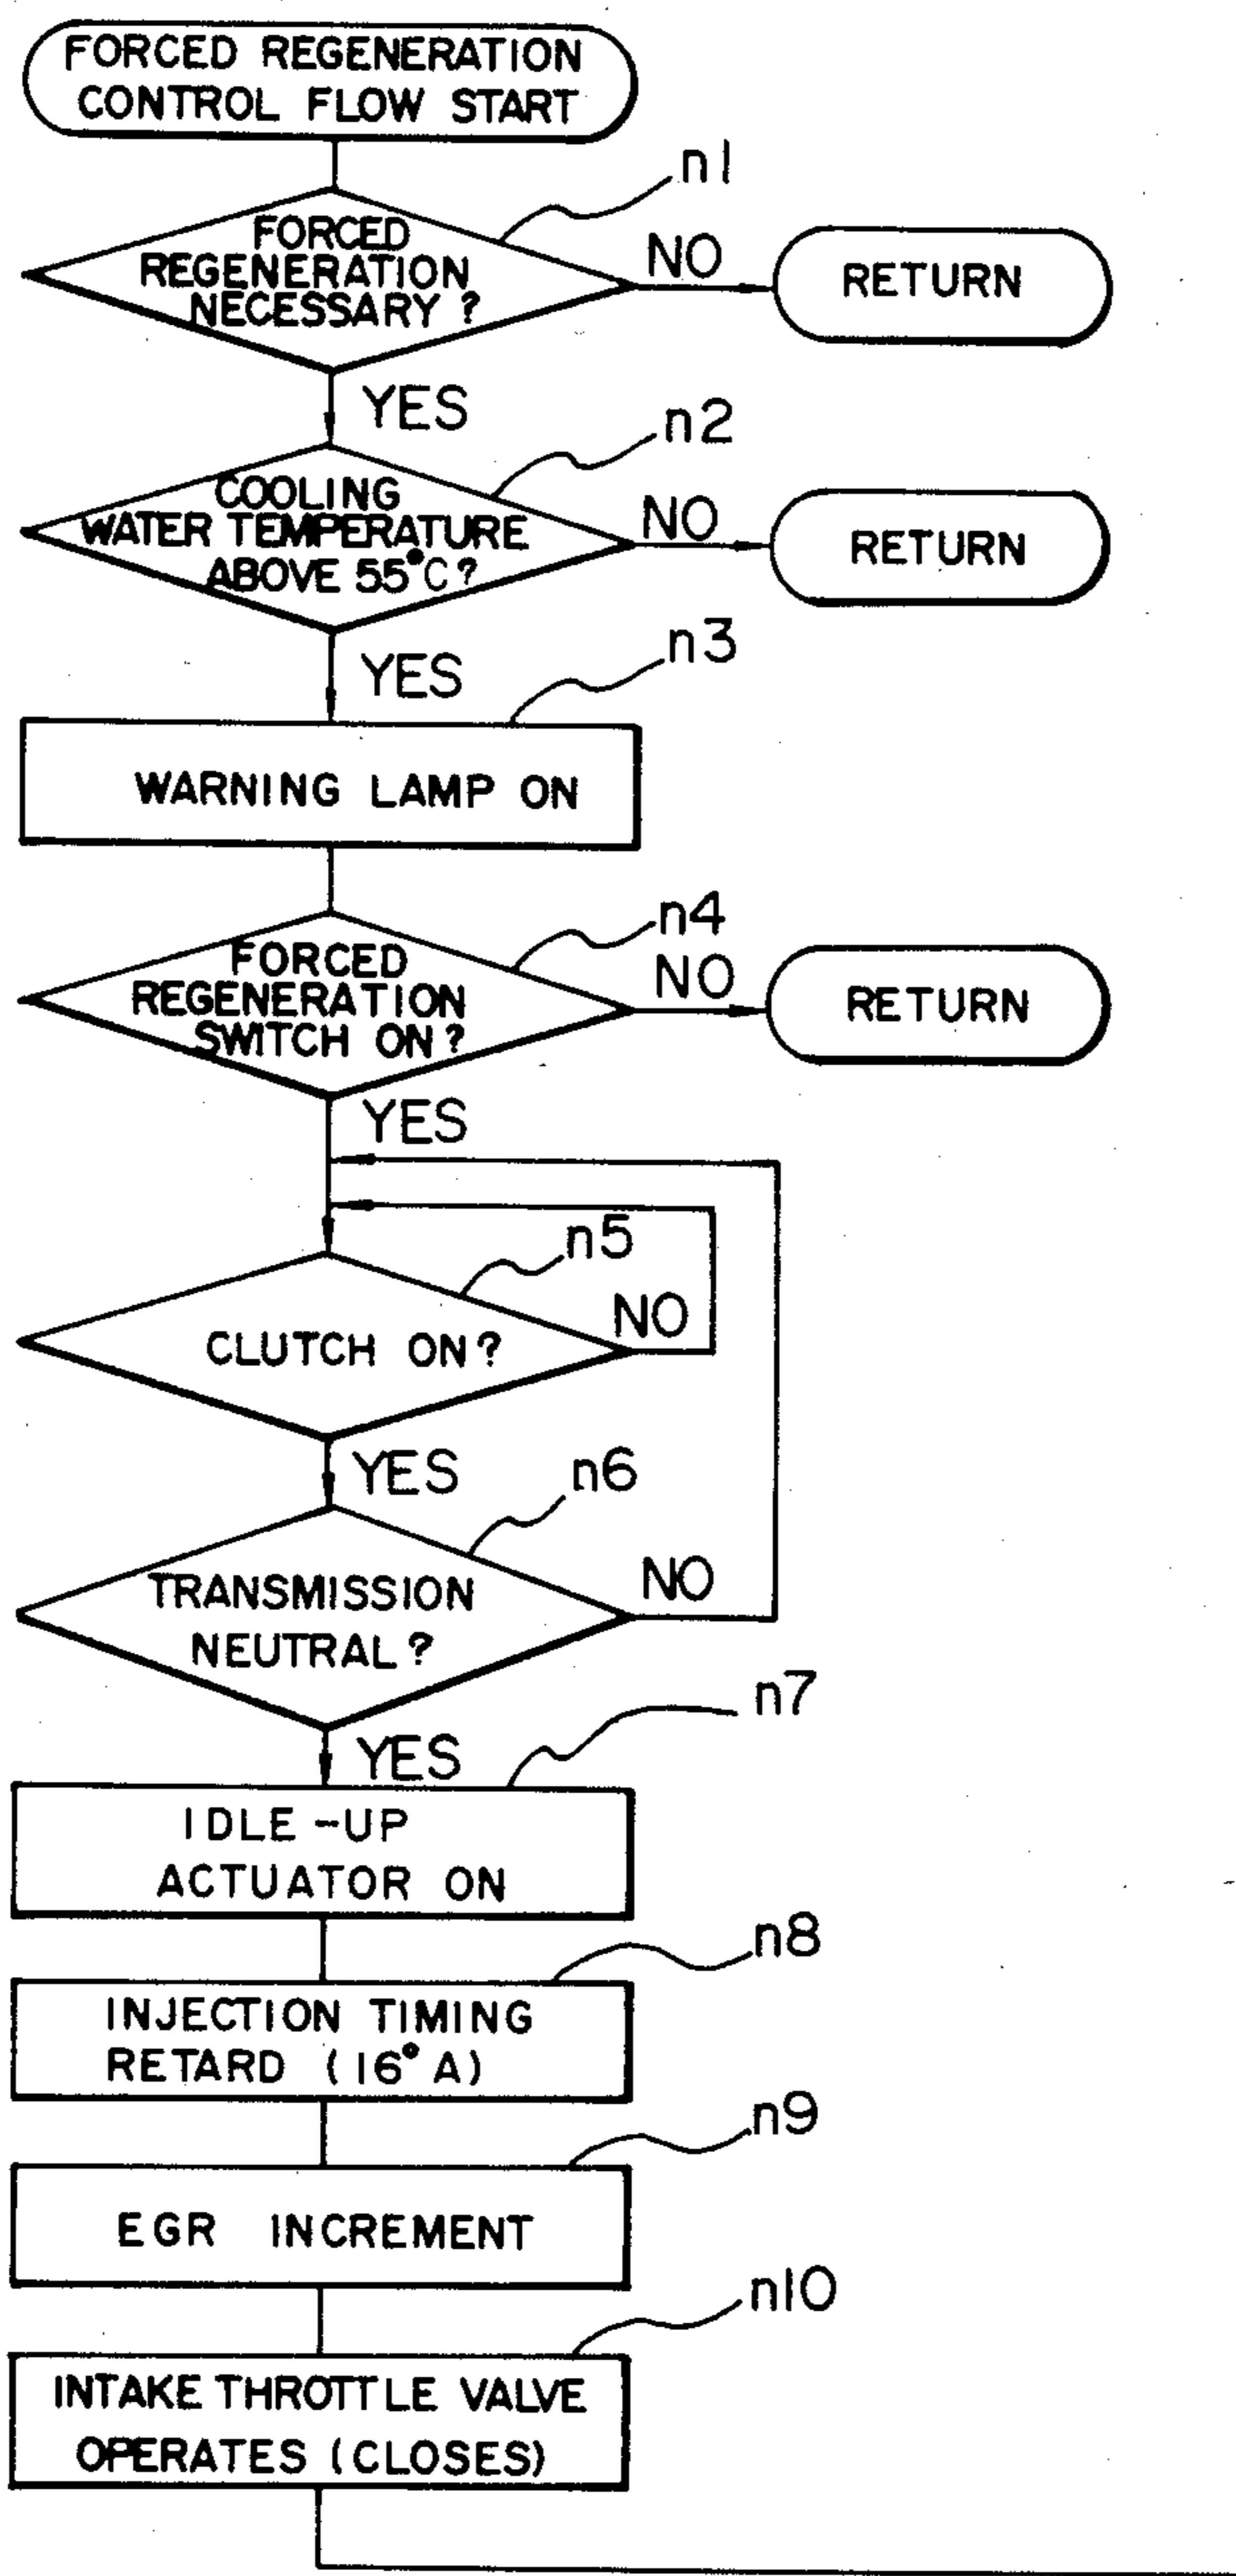 FORCED REGENERATION
CONTROL FLOW START
n1
FORCED
REGENERATION
NECESSARY ?
NO
RETURN
YES
n2
COOLING
WATER TEMPERATURE
ABOVE 55°C?
NO
RETURN
YES
n3
WARNING LAMP ON
n4
FORCED
REGENERATION
SWITCH ON?
NO
RETURN
YES
n5
CLUTCH ON?
NO
YES
n6
TRANSMISSION
NEUTRAL?
NO
YES
n7
IDLE-UP
ACTUATOR ON
n8
INJECTION TIMING
RETARD (16° A)
n9
EGR INCREMENT
n10
INTAKE THROTTLE VALVE
OPERATES (CLOSES)